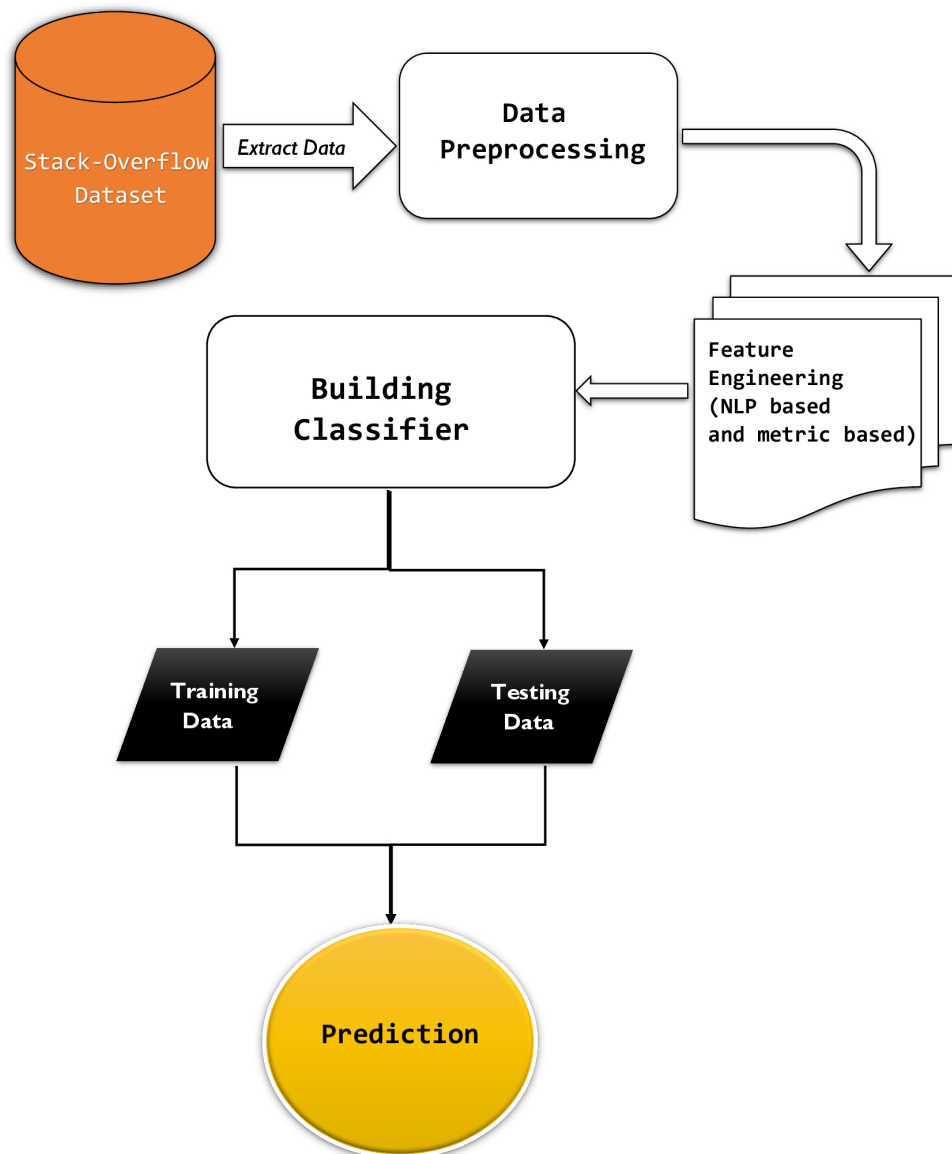 Stack-Overflow
Dataset
Extract Data
Data
Preprocessing
Feature
Engineering
(NLP based
and metric based)
Building
Classifier
Training
Data
Testing
Data
Prediction